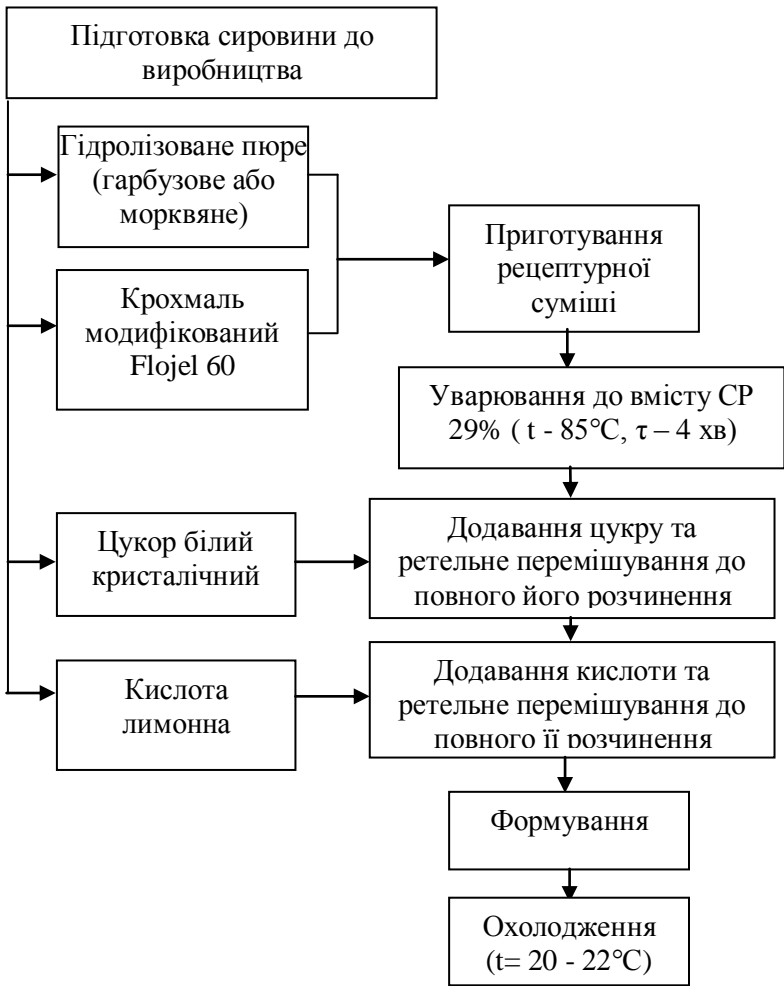 Підготовка сировини до
виробництва
Гідролізоване пюре
(гарбузове або
морквяне)
Крохмаль
модифікований
Flojel 60
Приготування
рецептурної
суміші
Уварювання до вмісту СР
29% ( t - 85°С, τ – 4 хв)
Цукор білий
кристалічний
Додавання цукру та
ретельне перемішування до
повного його розчинення
Кислота
лимонна
Додавання кислоти та
ретельне перемішування до
повного її розчинення
Формування
Охолодження
(t= 20 - 22°С)